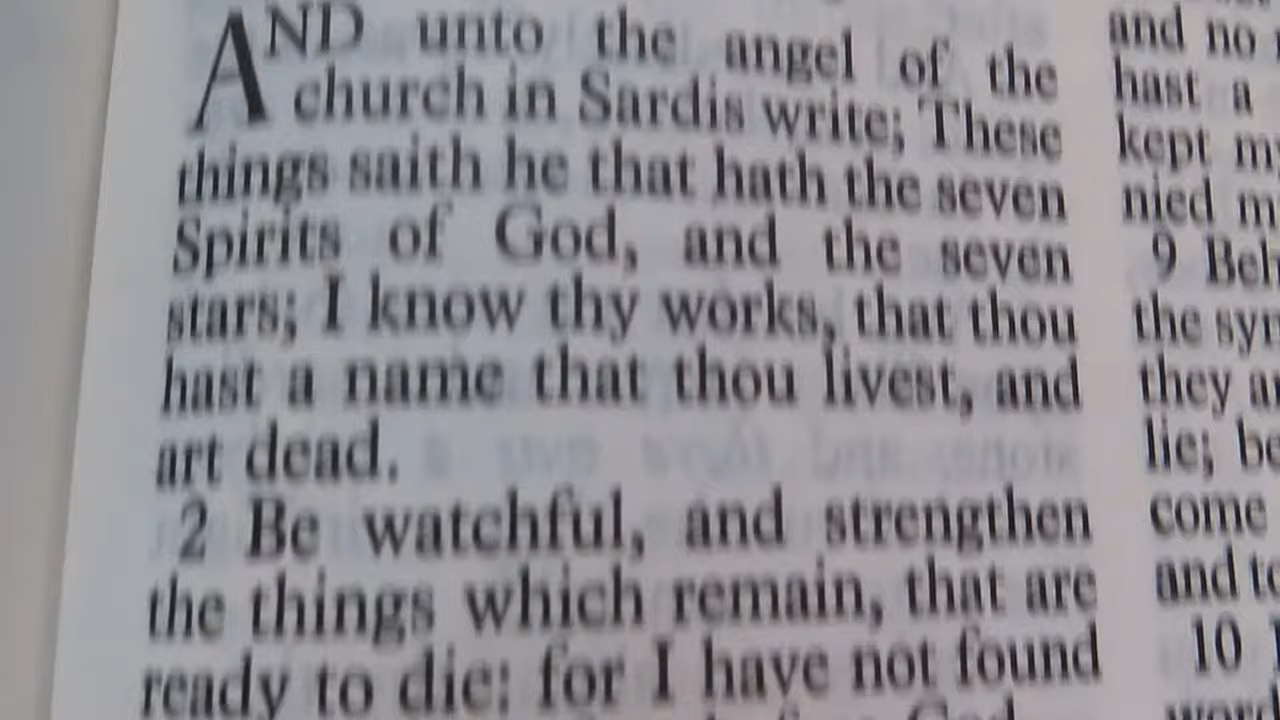 AND unto the angel of the
church in Sardis write; These
things saith he that hath the seven
Spirits of God, and the seven
stars; I know thy works, that thou
hast a name that thou livest, and
art dead.
2 Be watchful, and strengthen
the things which remain, that are
ready to die: for I have not found
God
and no
hast a
kept
nied
9
the
they
lie;
come
and
10